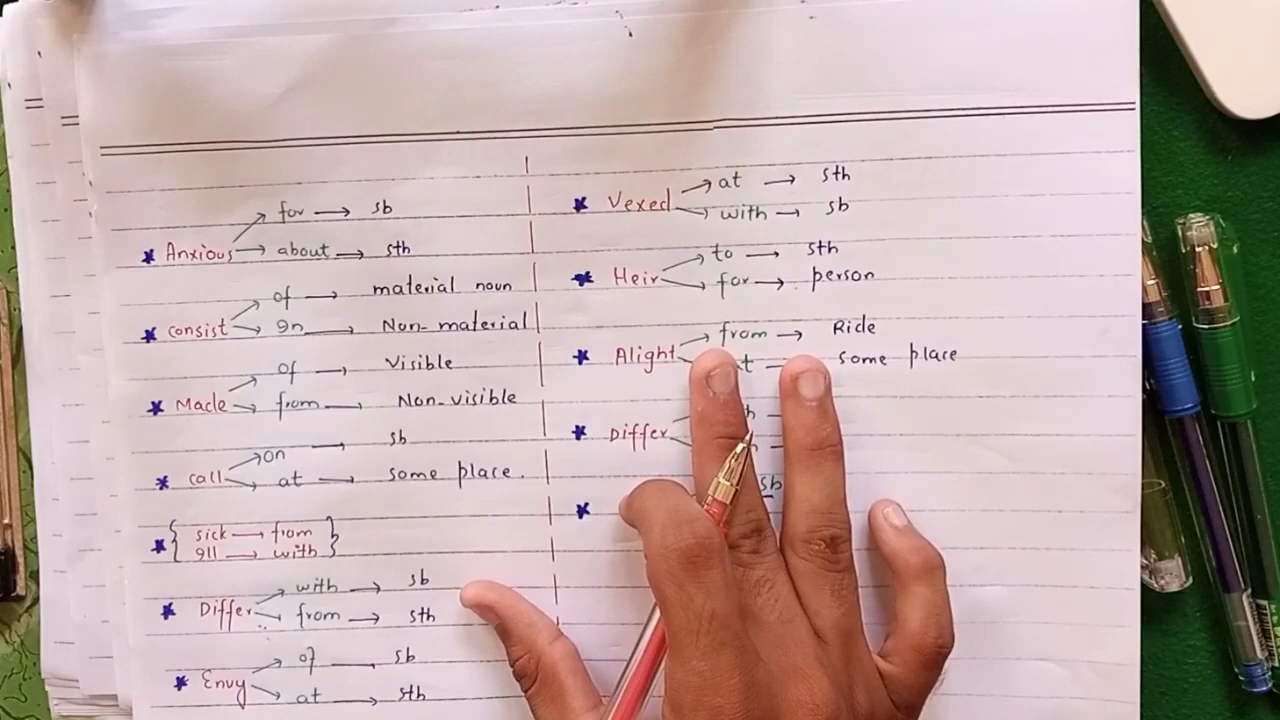 for → sb
* Anxious → about → sth
of → material noun
* consist → In → Non-material
of → Visible
* Made → from → Non-visible
on → sb
* call → at → some place.
* { sick → from
ill → with }
with → sb
* Differ → from → sth
of → sb
* Envy → at → sth
at → sth
* Vexed → with → sb
to → sth
* Heir → for → person
from → Ride
* Alight → some place
* Differ
* sb